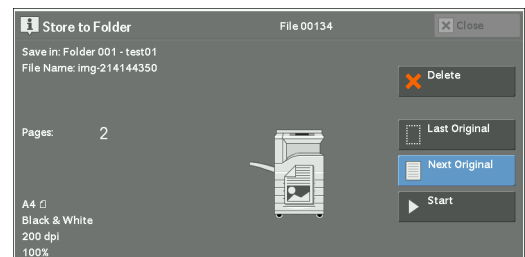 Store to Folder
File 00134
Close
Save in: Folder 001 - test01
File Name: img-214144350
Delete
Pages: 2
Last Original
Next Original
Start
A4
Black & White
200 dpi
100%